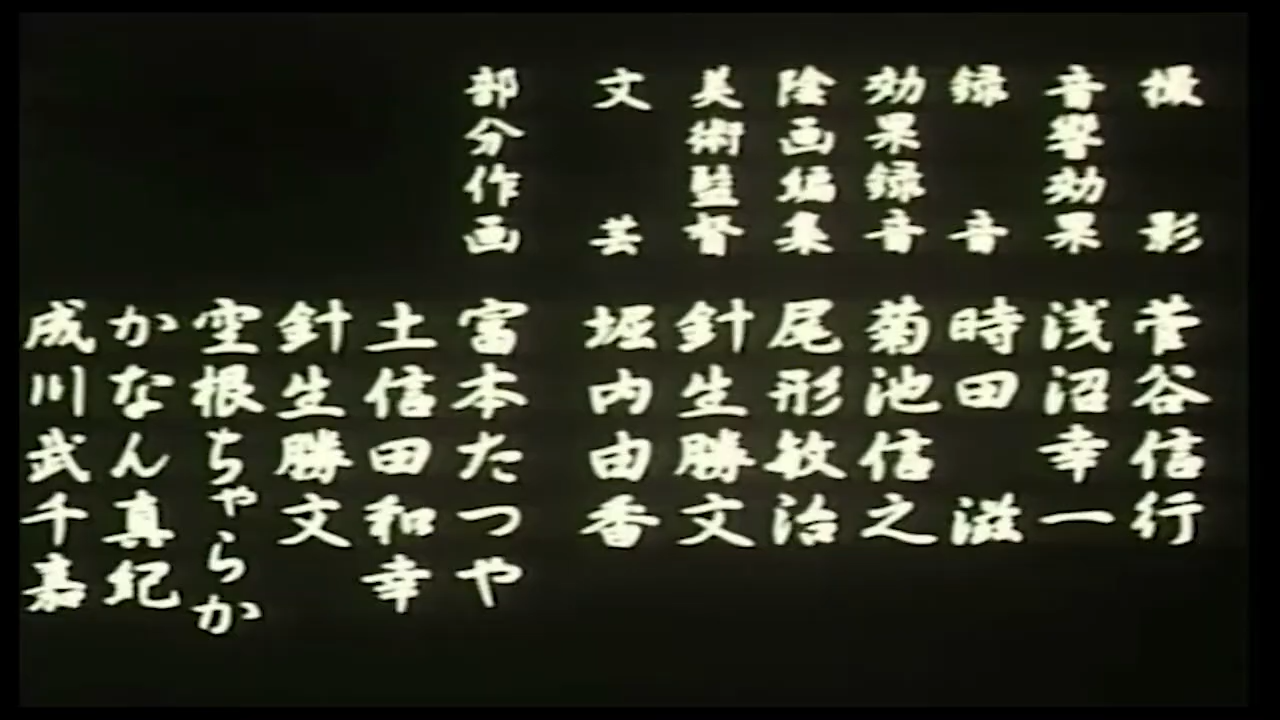 撮影 菅谷信行
音響効果 浅沼幸一
録音 時田滋
効果録音 菊池信之
陰画編集 尾形敏治
美術監督 針生勝文
文芸 堀内由香
部分作画 富本たつや
土信田和幸
針生勝文
空根ちゃらか
かなん真紀
成川武千嘉